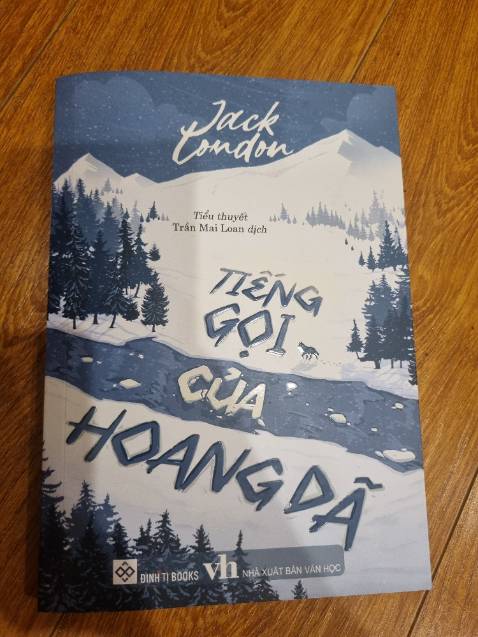 Jack
London
Tiểu thuyết
Trần Mai Loan dịch
TIẾNG
GỌI
CỦA
HOANG DÃ
ĐINH TỊ BOOKS
vh NHÀ XUẤT BẢN VĂN HỌC